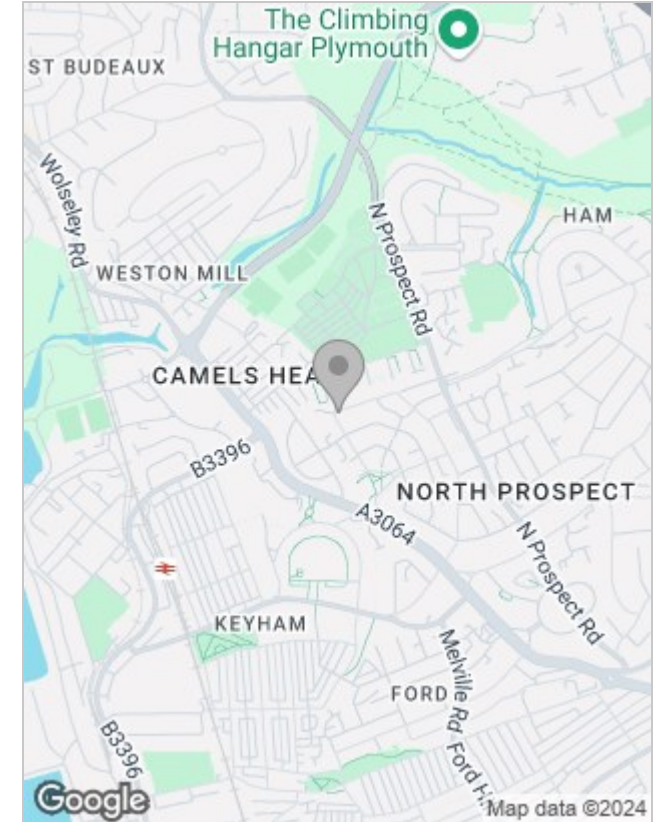 The Climbing
Hangar Plymouth
ST BUDEAUX
Wolseley Rd
HAM
N Prospect Rd
WESTON MILL
CAMELS HEA
B3396
NORTH PROSPECT
A3064
N Prospect Rd
KEYHAM
Melville Rd
FORD
B3396
Ford H
Google
Map data ©2024